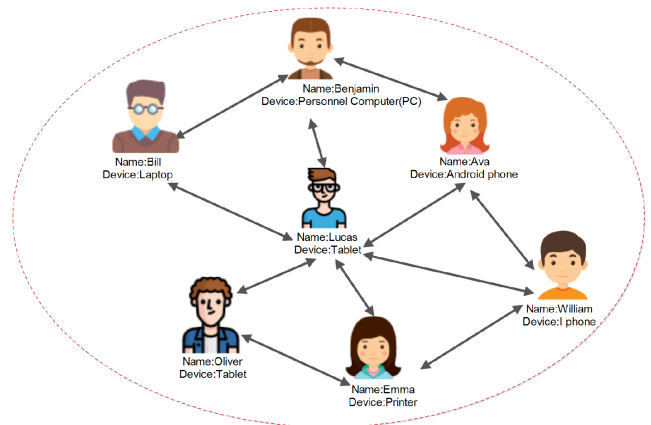 Name:Benjamin
Device:Personnel Computer(PC)
Name:Bill
Device:Laptop
Name:Ava
Device:Android phone
Name:Lucas
Device:Tablet
Name:William
Device:I phone
Name:Oliver
Device:Tablet
Name:Emma
Device:Printer